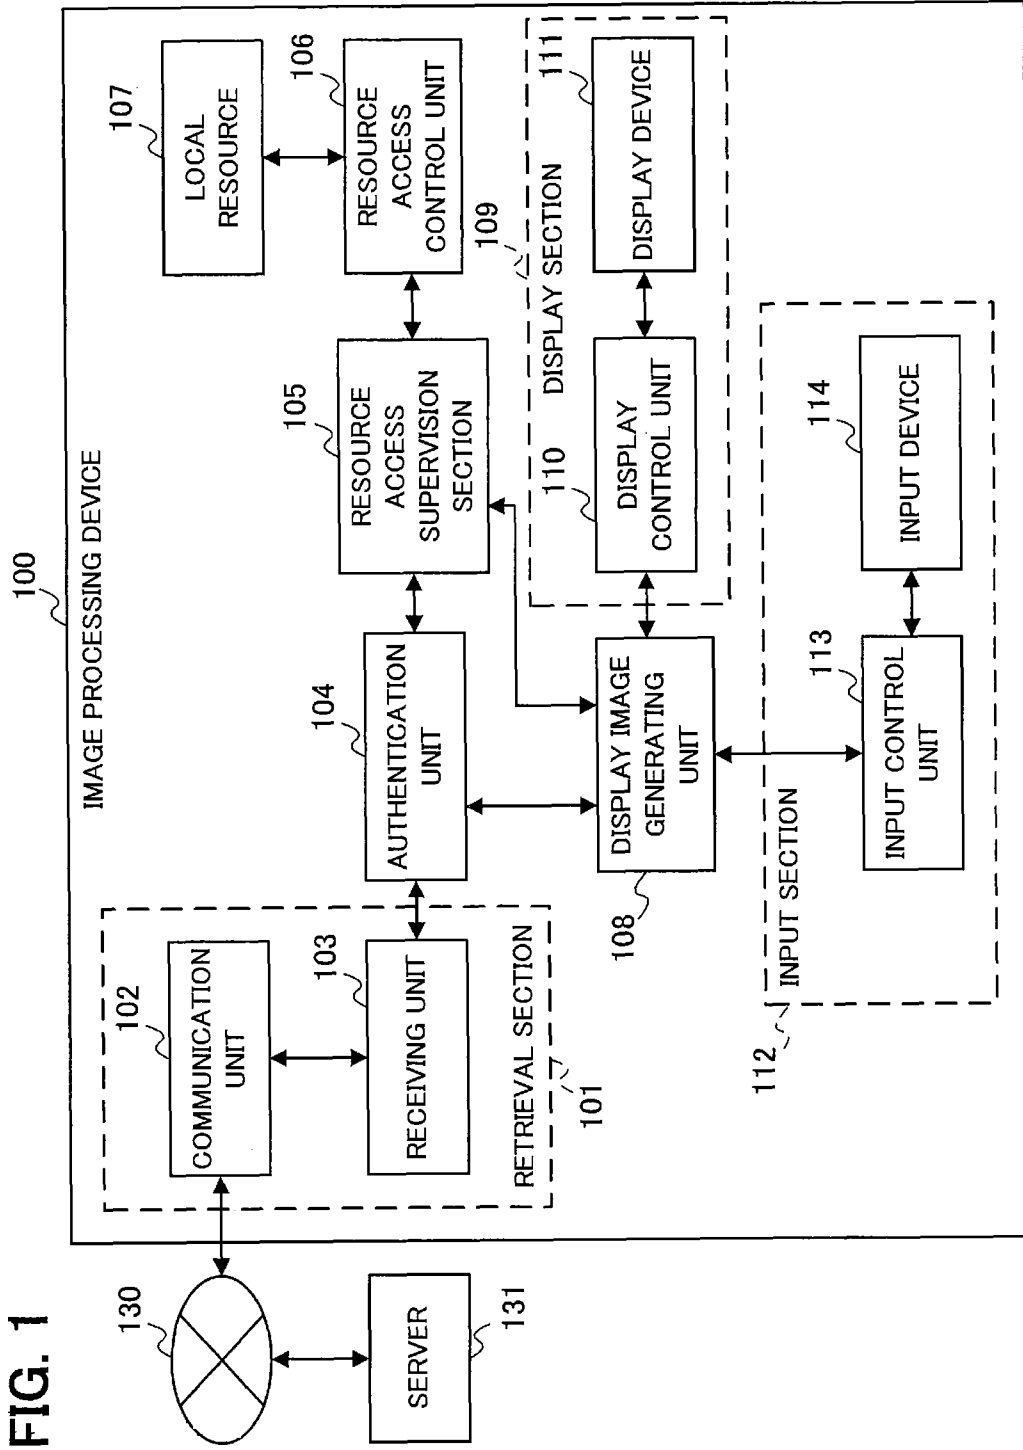 FIG. 1
100
IMAGE PROCESSING DEVICE
130
SERVER
131
102
COMMUNICATION
UNIT
103
RECEIVING UNIT
RETRIEVAL SECTION
101
104
AUTHENTICATION
UNIT
105
RESOURCE
ACCESS
SUPERVISION
SECTION
106
RESOURCE
ACCESS
CONTROL UNIT
107
LOCAL
RESOURCE
108
DISPLAY IMAGE
GENERATING
UNIT
109
DISPLAY SECTION
110
DISPLAY
CONTROL UNIT
111
DISPLAY DEVICE
112
INPUT SECTION
113
INPUT CONTROL
UNIT
114
INPUT DEVICE